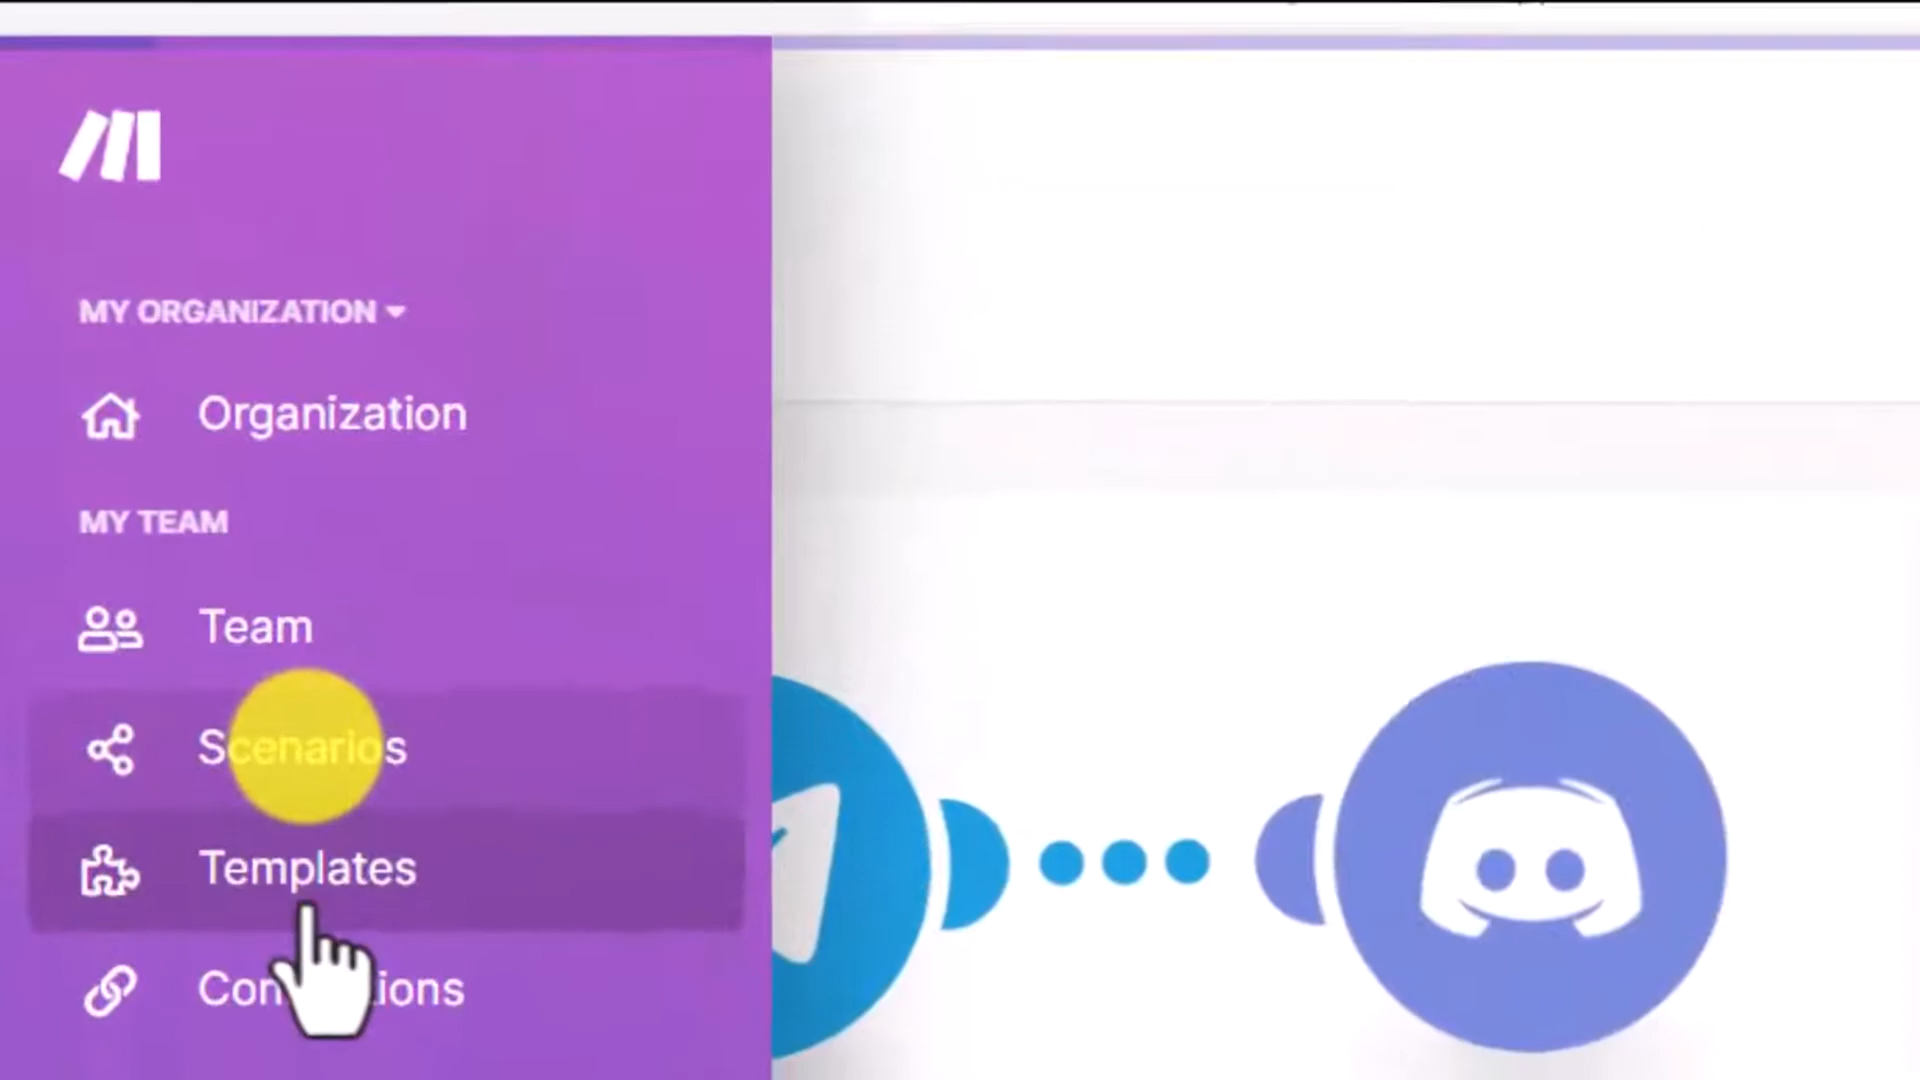 MY ORGANIZATION
Organization
MY TEAM
Team
Scenarios
Templates